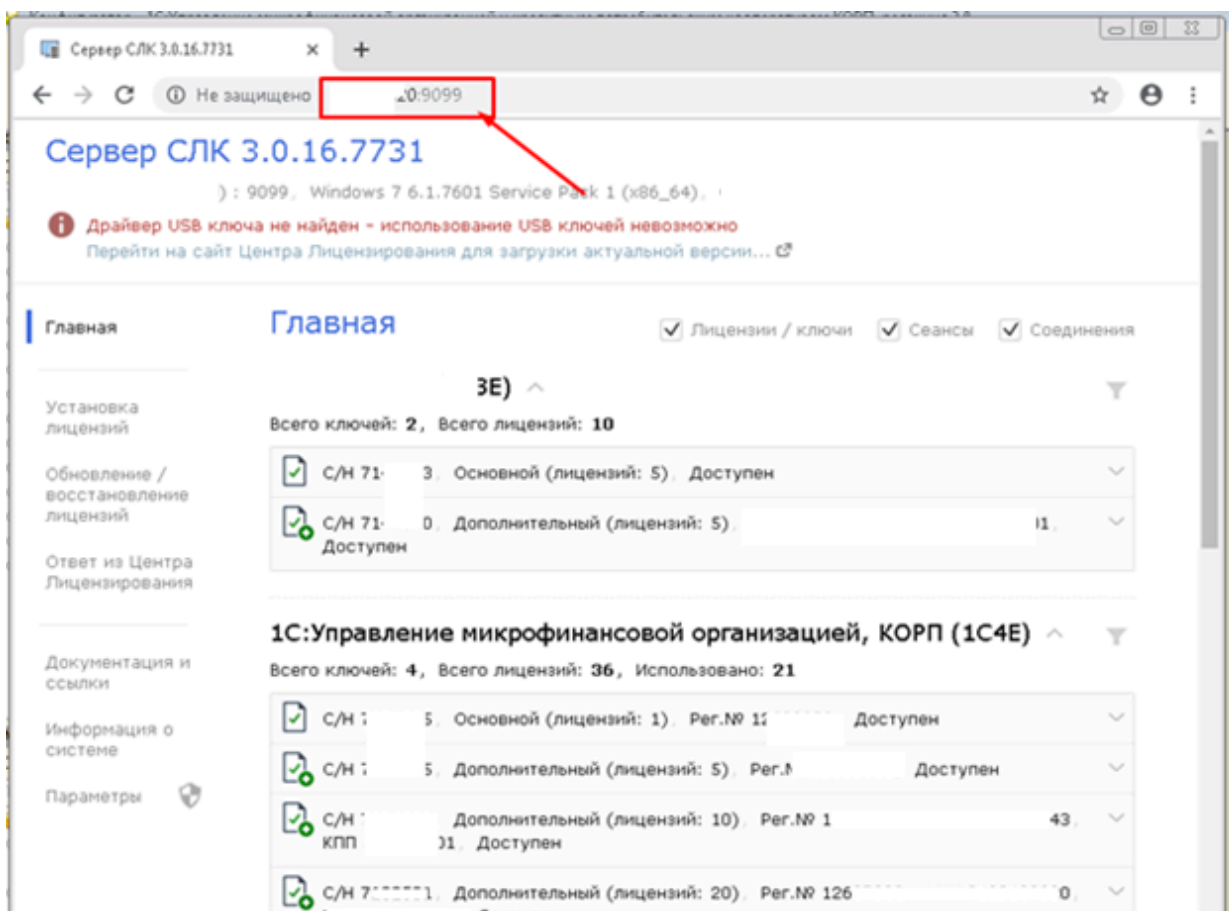 Сервер СЛК 3.0.16.7731
Не защищено
:9099
Сервер СЛК 3.0.16.7731
) : 9099, Windows 7 6.1.7601 Service Pack 1 (x86_64),
Драйвер USB ключа не найден - использование USB ключей невозможно
Перейти на сайт Центра Лицензирования для загрузки актуальной версии...
Главная
Установка
лицензий
Обновление /
восстановление
лицензий
Ответ из Центра
Лицензирования
Документация и
ссылки
Информация о
системе
Параметры
Главная
Лицензии / ключи
Сеансы
Соединения
3E)
Всего ключей: 2, Всего лицензий: 10
С/Н 71- 3, Основной (лицензий: 5), Доступен
С/Н 71- 0, Дополнительный (лицензий: 5), 01,
Доступен
1С:Управление микрофинансовой организацией, КОРП (1C4E)
Всего ключей: 4, Всего лицензий: 36, Использовано: 21
С/Н 7 5, Основной (лицензий: 1), Рег.№ 12 Доступен
С/Н 5, Дополнительный (лицензий: 5), Доступен
С/Н Дополнительный (лицензий: 10), Рег.№ 1 43,
КПП 01, Доступен
С/Н 7 1, Дополнительный (лицензий: 20), Рег.№ 126 0,